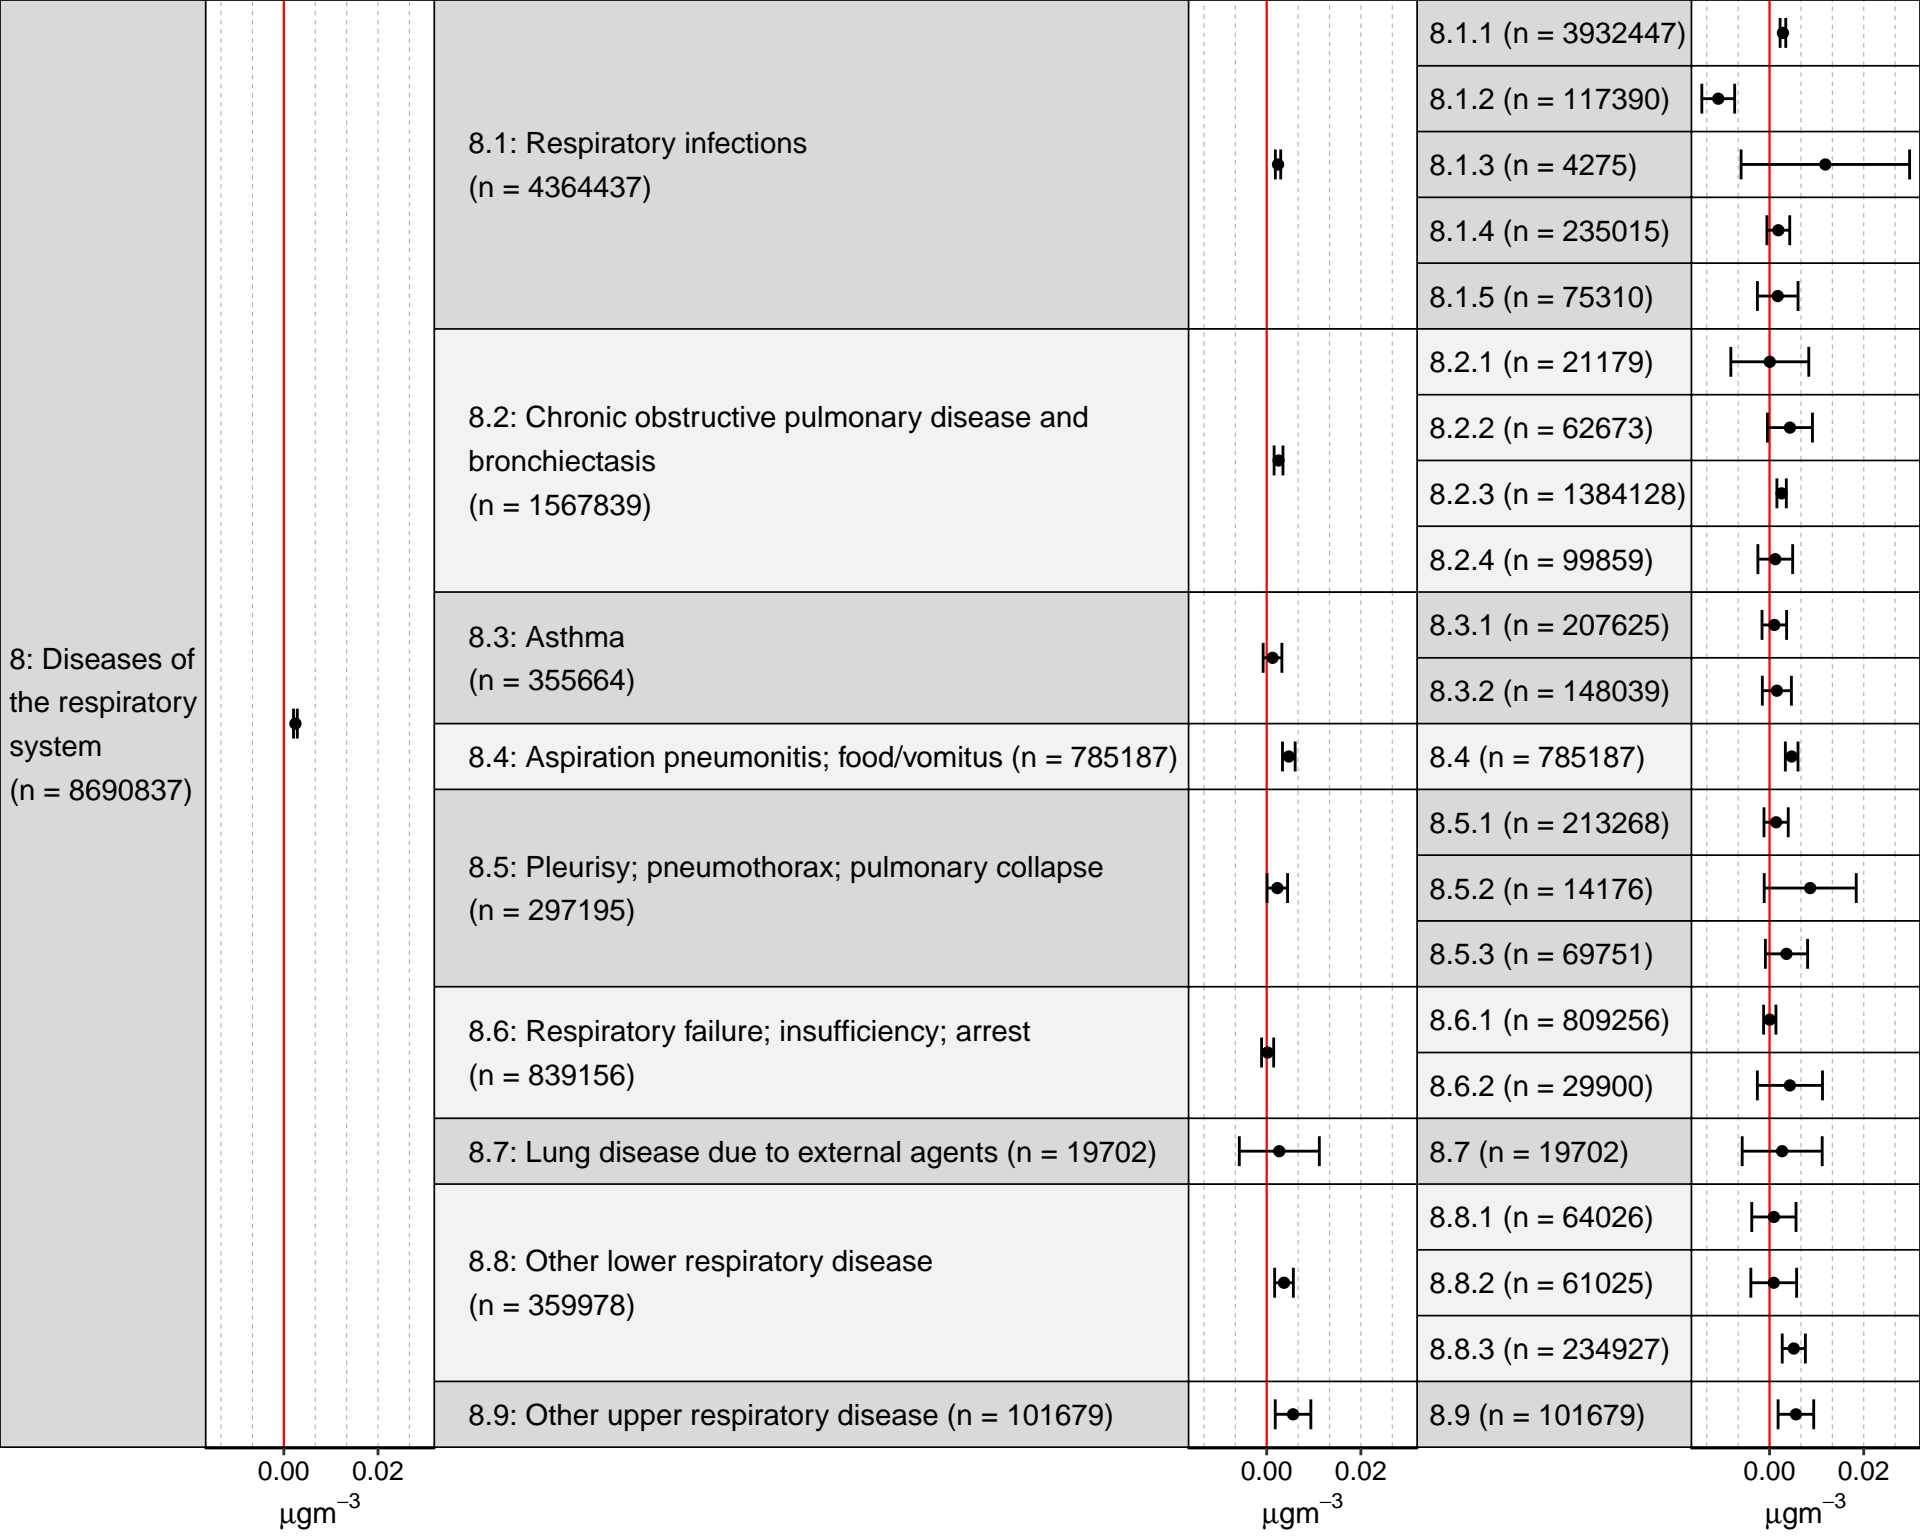 8: Diseases of
the respiratory
system
(n = 8690837)
8.1: Respiratory infections
(n = 4364437)
8.2: Chronic obstructive pulmonary disease and
bronchiectasis
(n = 1567839)
8.3: Asthma
(n = 355664)
8.4: Aspiration pneumonitis; food/vomitus (n = 785187)
8.5: Pleurisy; pneumothorax; pulmonary collapse
(n = 297195)
8.6: Respiratory failure; insufficiency; arrest
(n = 839156)
8.7: Lung disease due to external agents (n = 19702)
8.8: Other lower respiratory disease
(n = 359978)
8.9: Other upper respiratory disease (n = 101679)
8.1.1 (n = 3932447)
8.1.2 (n = 117390)
8.1.3 (n = 4275)
8.1.4 (n = 235015)
8.1.5 (n = 75310)
8.2.1 (n = 21179)
8.2.2 (n = 62673)
8.2.3 (n = 1384128)
8.2.4 (n = 99859)
8.3.1 (n = 207625)
8.3.2 (n = 148039)
8.4 (n = 785187)
8.5.1 (n = 213268)
8.5.2 (n = 14176)
8.5.3 (n = 69751)
8.6.1 (n = 809256)
8.6.2 (n = 29900)
8.7 (n = 19702)
8.8.1 (n = 64026)
8.8.2 (n = 61025)
8.8.3 (n = 234927)
8.9 (n = 101679)
0.00 0.02
μgm⁻³
0.00 0.02
μgm⁻³
0.00 0.02
μgm⁻³